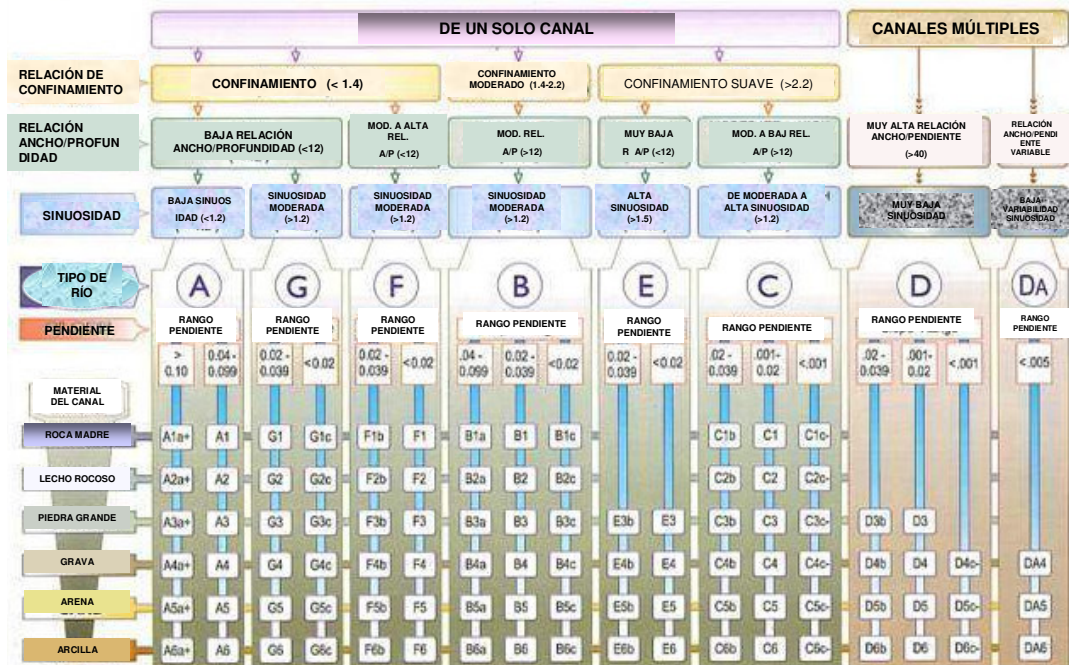 DE UN SOLO CANAL
CANALES MÚLTIPLES
RELACIÓN DE
CONFINAMIENTO
CONFINAMIENTO (< 1.4)
CONFINAMIENTO
MODERADO (1.4-2.2)
CONFINAMIENTO SUAVE (>2.2)
RELACIÓN
ANCHO/PROFUN
DIDAD
BAJA RELACIÓN
ANCHO/PROFUNDIDAD (<12)
MOD. A ALTA
REL.
A/P (<12)
MOD. REL.
A/P (>12)
MUY BAJA
R A/P (<12)
MOD. A BAJ REL.
A/P (>12)
MUY ALTA RELACIÓN
ANCHO/PENDIENTE
(>40)
RELACIÓN
ANCHO/PENDI
ENTE
VARIABLE
SINUOSIDAD
BAJA SINUOS
IDAD (<1.2)
SINUOSIDAD
MODERADA
(>1.2)
SINUOSIDAD
MODERADA
(>1.2)
SINUOSIDAD
MODERADA
(>1.2)
ALTA
SINUOSIDAD
(>1.5)
DE MODERADA A
ALTA SINUOSIDAD
(>1.2)
MUY BAJA
SINUOSIDAD
BAJA
VARIABILIDAD
SINUOSIDAD
TIPO DE
RÍO
A G F B E C D DA
PENDIENTE
RANGO
PENDIENTE
RANGO
PENDIENTE
RANGO
PENDIENTE
RANGO PENDIENTE
RANGO
PENDIENTE
RANGO PENDIENTE
RANGO PENDIENTE
RANGO
PENDIENTE
>
0.10
0.04 -
0.099
0.02 -
0.039
<0.02
0.02 -
0.039
<0.02
.04 -
0.099
0.02 -
0.039
<0.02
0.02 -
0.039
<0.02
.02 -
0.039
.001-
0.02
<.001
.02 -
0.039
.001-
0.02
<.001
<.005
MATERIAL
DEL CANAL
ROCA MADRE A1a+ A1 G1 G1c F1b F1 B1a B1 B1c C1b C1 C1c-
LECHO ROCOSO A2a+ A2 G2 G2c F2b F2 B2a B2 B2c C2b C2 C2c-
PIEDRA GRANDE A3a+ A3 G3 G3c F3b F3 B3a B3 B3c E3b E3 C3b C3 C3c- D3b D3
GRAVA A4a+ A4 G4 G4c F4b F4 B4a B4 B4c E4b E4 C4b C4 C4c- D4b D4 D4c- DA4
ARENA A5a+ A5 G5 G5c F5b F5 B5a B5 B5c E5b E5 C5b C5 C5c- D5b D5 D5c- DA5
ARCILLA A6a+ A6 G6 G6c F6b F6 B6a B6 B6c E6b E6 C6b C6 C6c- D6b D6 D6c- DA6